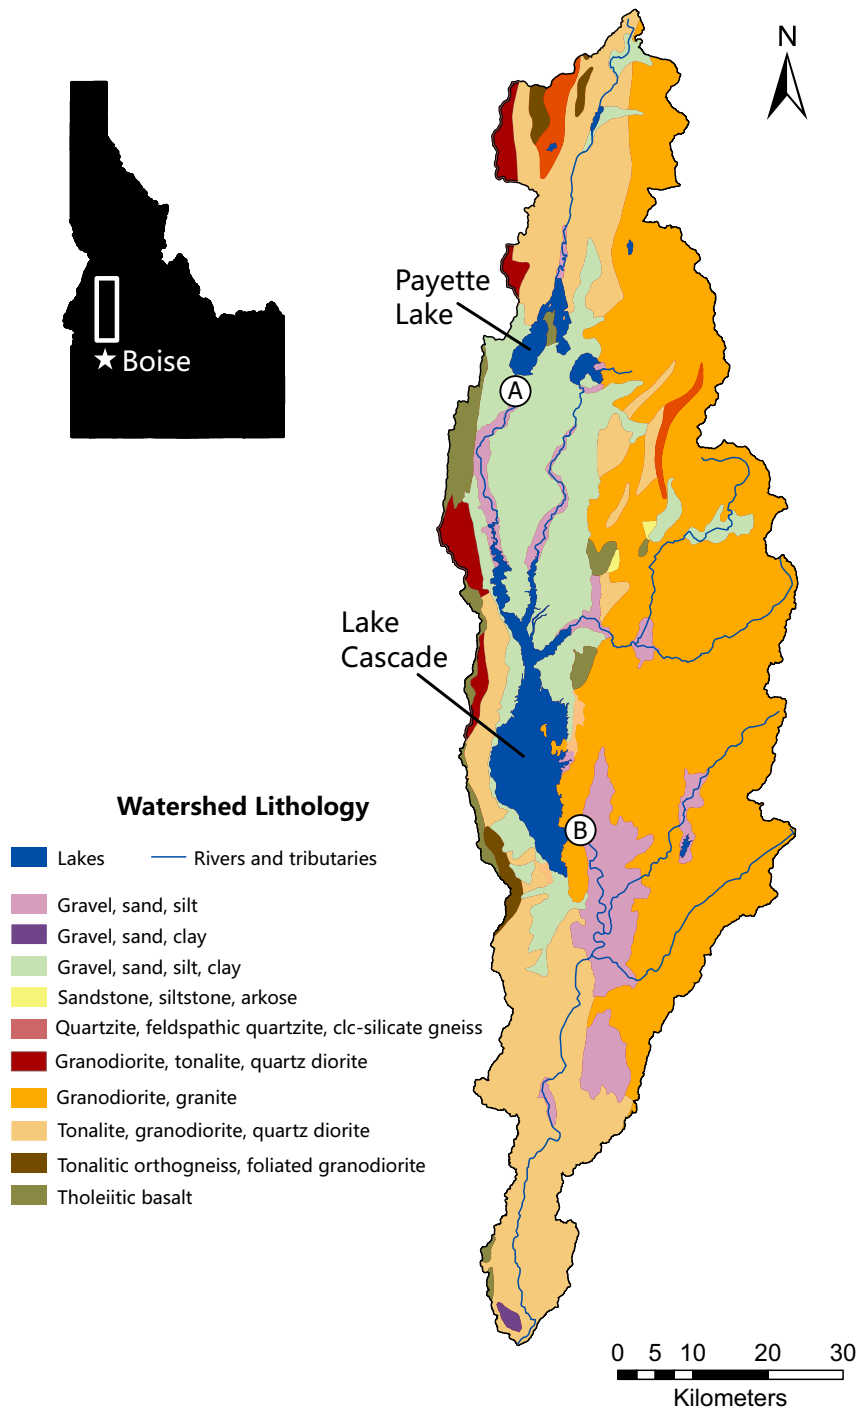 N
Payette
Lake
Boise
A
Lake
Cascade
B
Watershed Lithology
Lakes
Rivers and tributaries
Gravel, sand, silt
Gravel, sand, clay
Gravel, sand, silt, clay
Sandstone, siltstone, arkose
Quartzite, feldspathic quartzite, clc-silicate gneiss
Granodiorite, tonalite, quartz diorite
Granodiorite, granite
Tonalite, granodiorite, quartz diorite
Tonalitic orthogneiss, foliated granodiorite
Tholeiitic basalt
0 5 10 20 30
Kilometers